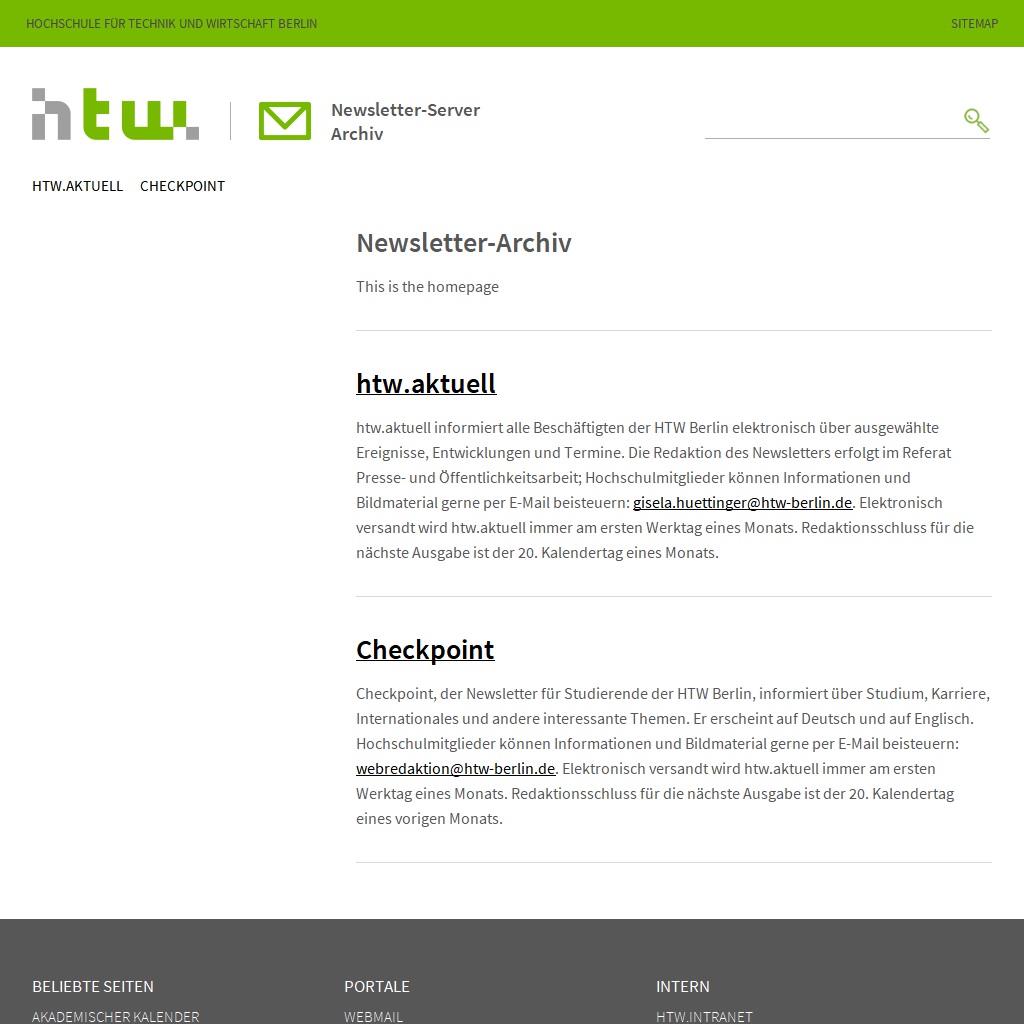 HOCHSCHULE FÜR TECHNIK UND WIRTSCHAFT BERLIN
SITEMAP
htw.
Newsletter-Server
Archiv
HTW.AKTUELL CHECKPOINT
Newsletter-Archiv
This is the homepage
htw.aktuell
htw.aktuell informiert alle Beschäftigten der HTW Berlin elektronisch über ausgewählte
Ereignisse, Entwicklungen und Termine. Die Redaktion des Newsletters erfolgt im Referat
Presse- und Öffentlichkeitsarbeit; Hochschulmitglieder können Informationen und
Bildmaterial gerne per E-Mail beisteuern: gisela.huettinger@htw-berlin.de. Elektronisch
versandt wird htw.aktuell immer am ersten Werktag eines Monats. Redaktionsschluss für die
nächste Ausgabe ist der 20. Kalendertag eines Monats.
Checkpoint
Checkpoint, der Newsletter für Studierende der HTW Berlin, informiert über Studium, Karriere,
Internationales und andere interessante Themen. Er erscheint auf Deutsch und auf Englisch.
Hochschulmitglieder können Informationen und Bildmaterial gerne per E-Mail beisteuern:
webredaktion@htw-berlin.de. Elektronisch versandt wird htw.aktuell immer am ersten
Werktag eines Monats. Redaktionsschluss für die nächste Ausgabe ist der 20. Kalendertag
eines vorigen Monats.
BELIEBTE SEITEN PORTALE INTERN
AKADEMISCHER KALENDER WEBMAIL HTW.INTRANET